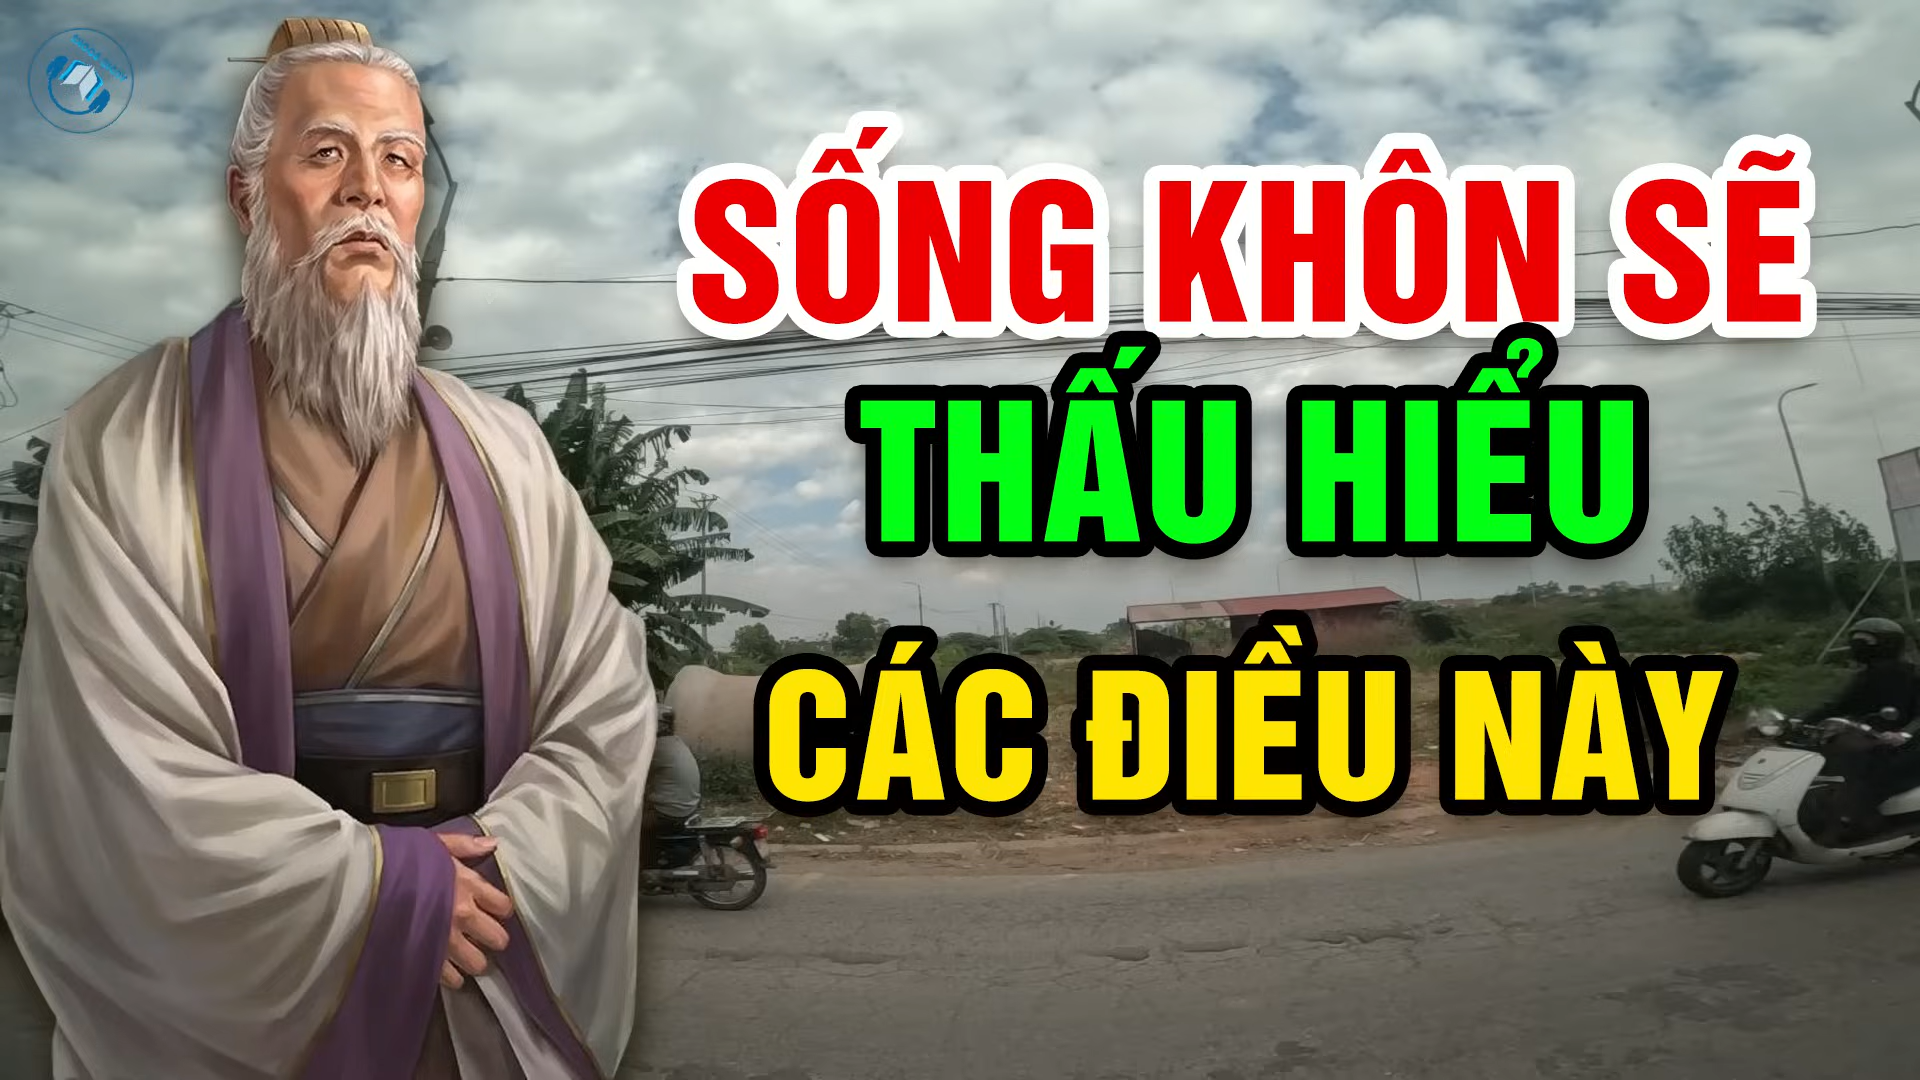 SỐNG KHÔN SẼ
THẤU HIỂU
CÁC ĐIỀU NÀY